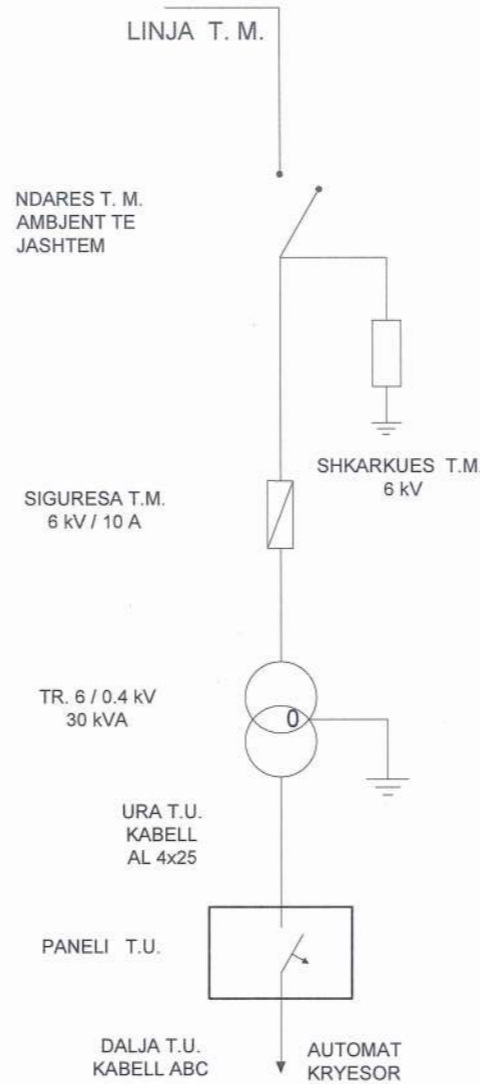 LINJA T. M.
NDARES T. M.
AMBJENT TE
JASHTEM
SHKARKUES T.M.
6 kV
SIGURESA T.M.
6 kV / 10 A
TR. 6 / 0.4 kV
30 kVA
0
URA T.U.
KABELL
AL 4x25
PANELI T.U.
DALJA T.U.
KABELL ABC
AUTOMAT
KRYESOR